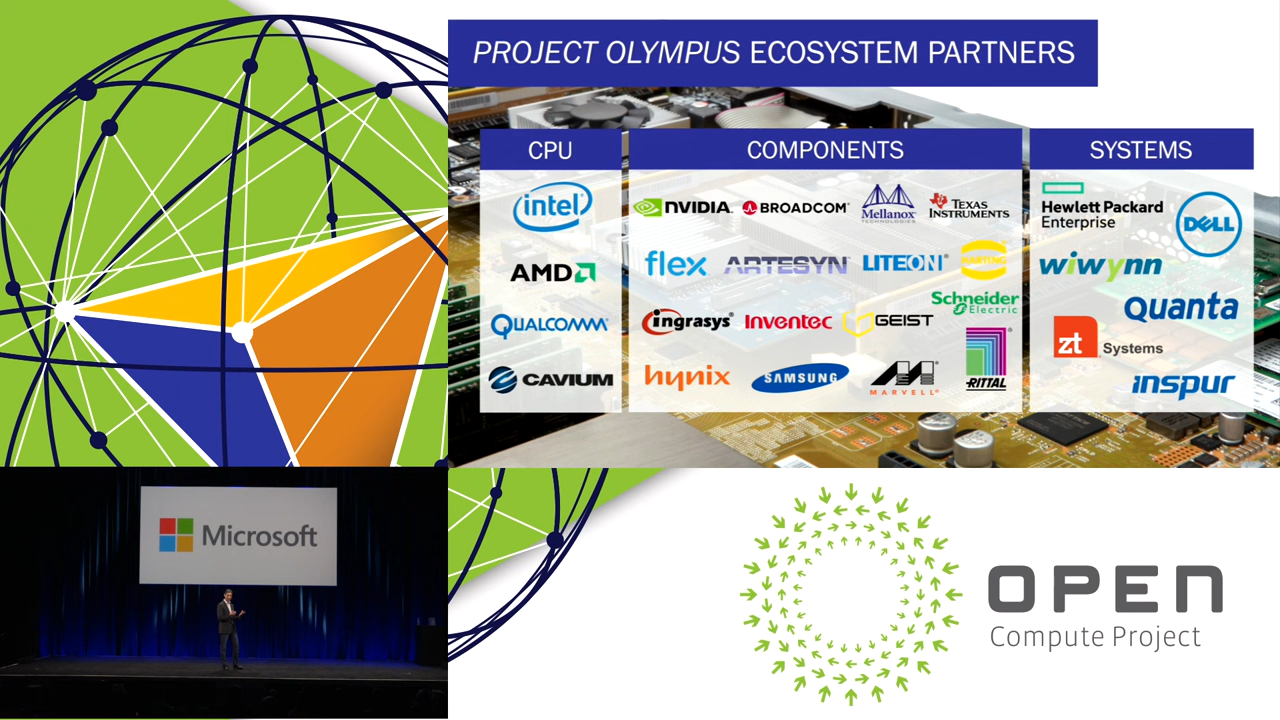 PROJECT OLYMPUS ECOSYSTEM PARTNERS
CPU
intel
AMD
QUALCOMM
CAVIUM
COMPONENTS
NVIDIA. BROADCOM Mellanox TECHNOLOGIES TEXAS INSTRUMENTS
flex ARTESYN LITEON HARTING
ingrasys Inventec GEIST Schneider Electric
hynix SAMSUNG MARVELL RITTAL
SYSTEMS
Hewlett Packard
Enterprise
DELL
wiwynn
Quanta
zt Systems
inspur
Microsoft
OPEN
Compute Project